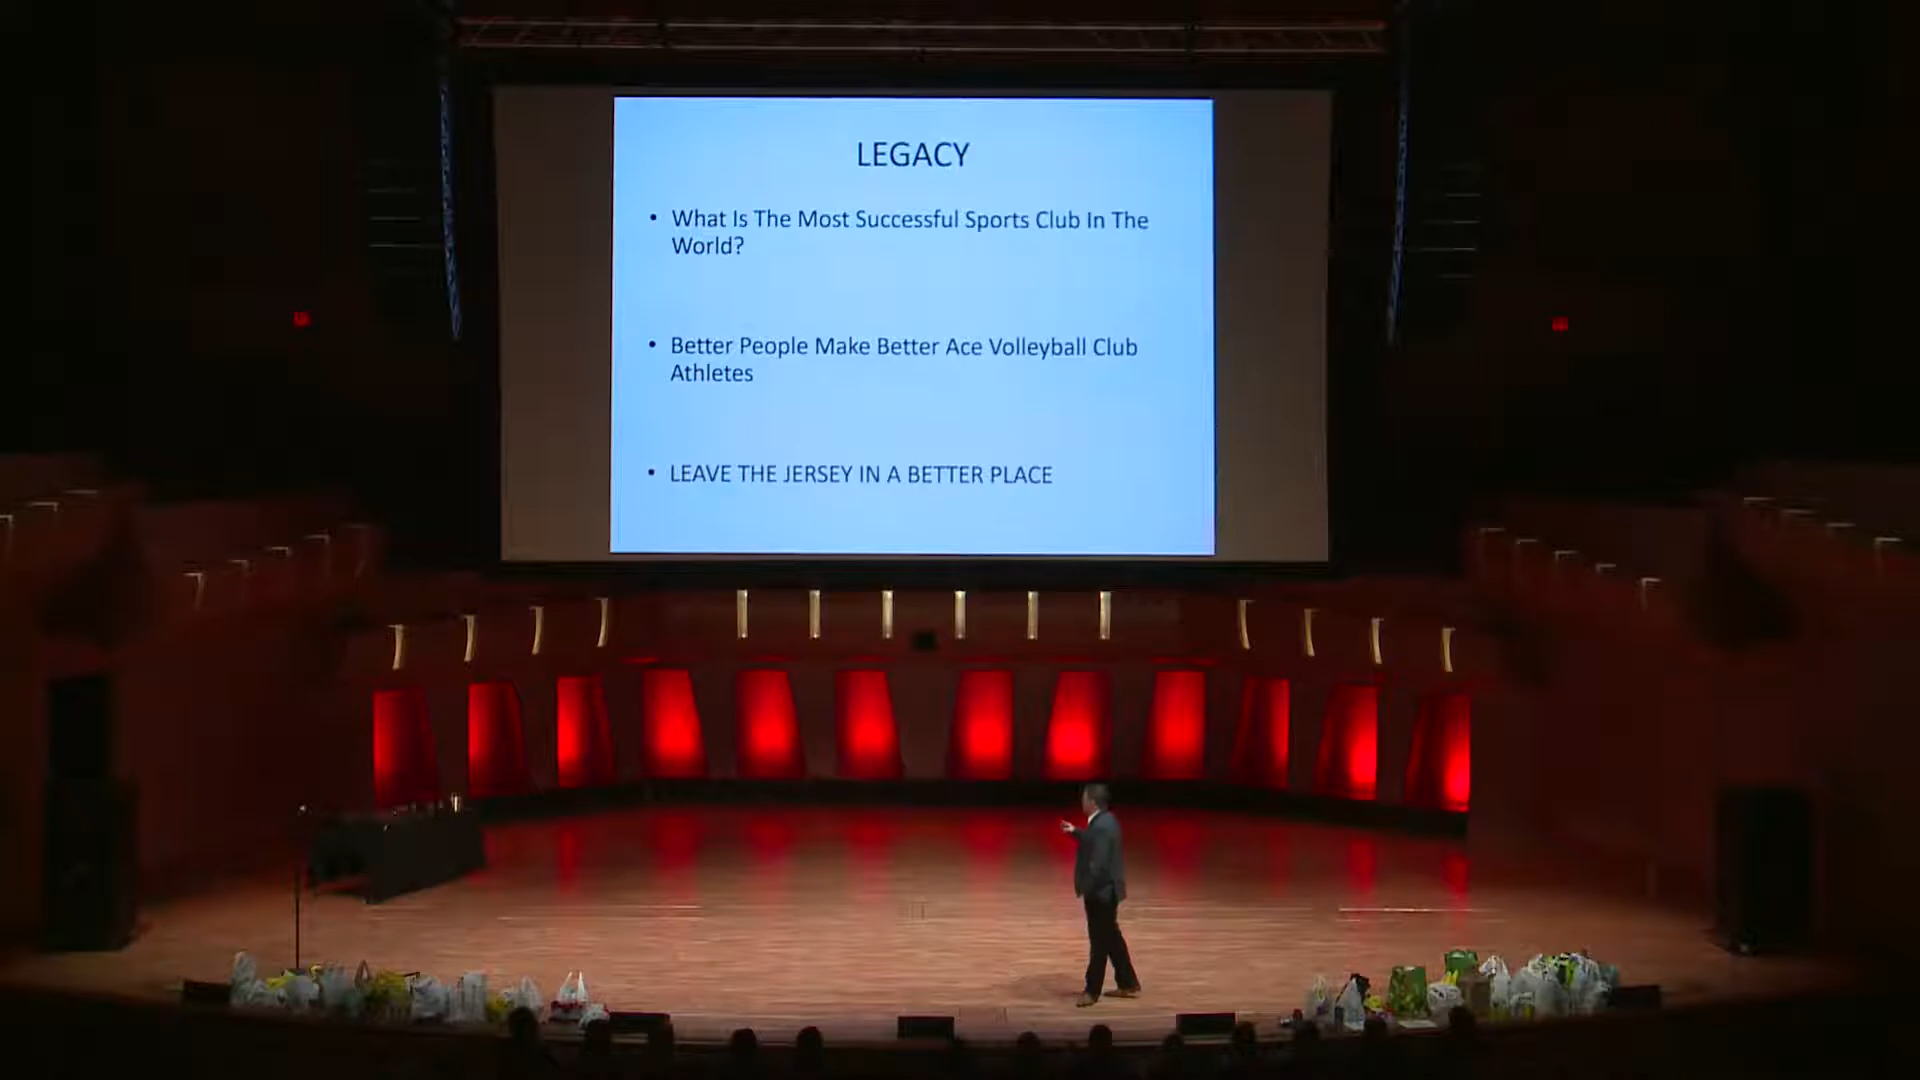 LEGACY
• What Is The Most Successful Sports Club In The
World?
• Better People Make Better Ace Volleyball Club
Athletes
• LEAVE THE JERSEY IN A BETTER PLACE